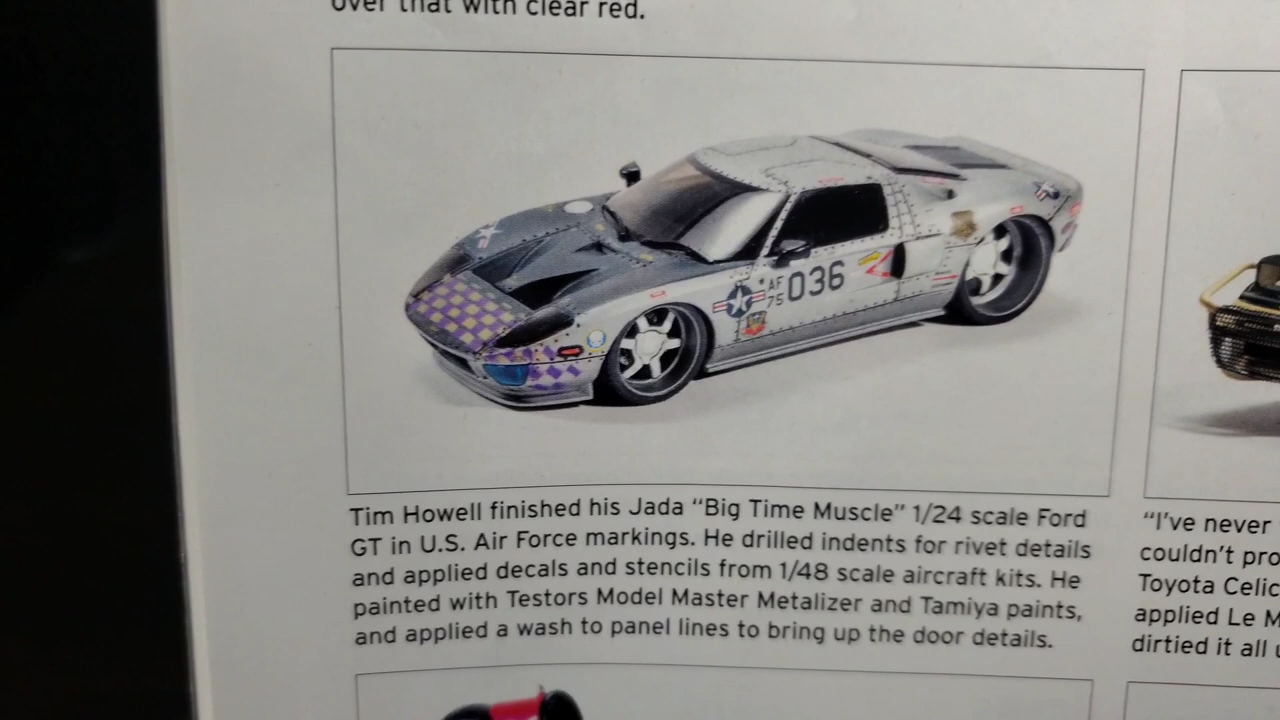 over that with clear red.
AF
75
036
Tim Howell finished his Jada “Big Time Muscle” 1/24 scale Ford
GT in U.S. Air Force markings. He drilled indents for rivet details
and applied decals and stencils from 1/48 scale aircraft kits. He
painted with Testors Model Master Metalizer and Tamiya paints,
and applied a wash to panel lines to bring up the door details.
“I’ve never
couldn’t pro
Toyota Celic
applied Le M
dirtied it all u